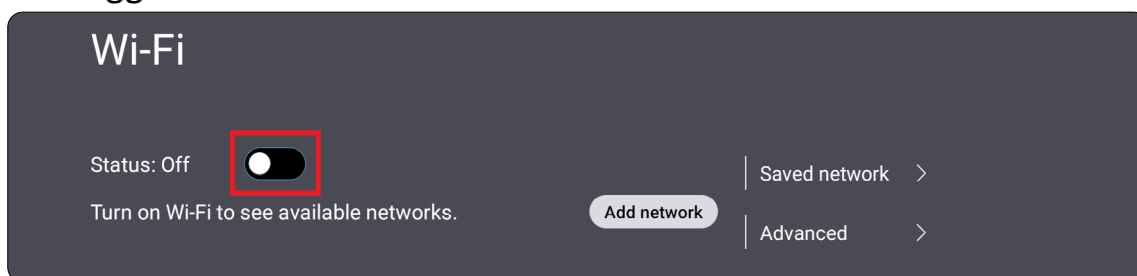 Wi-Fi
Status: Off
Turn on Wi-Fi to see available networks.
Add network
Saved network
Advanced